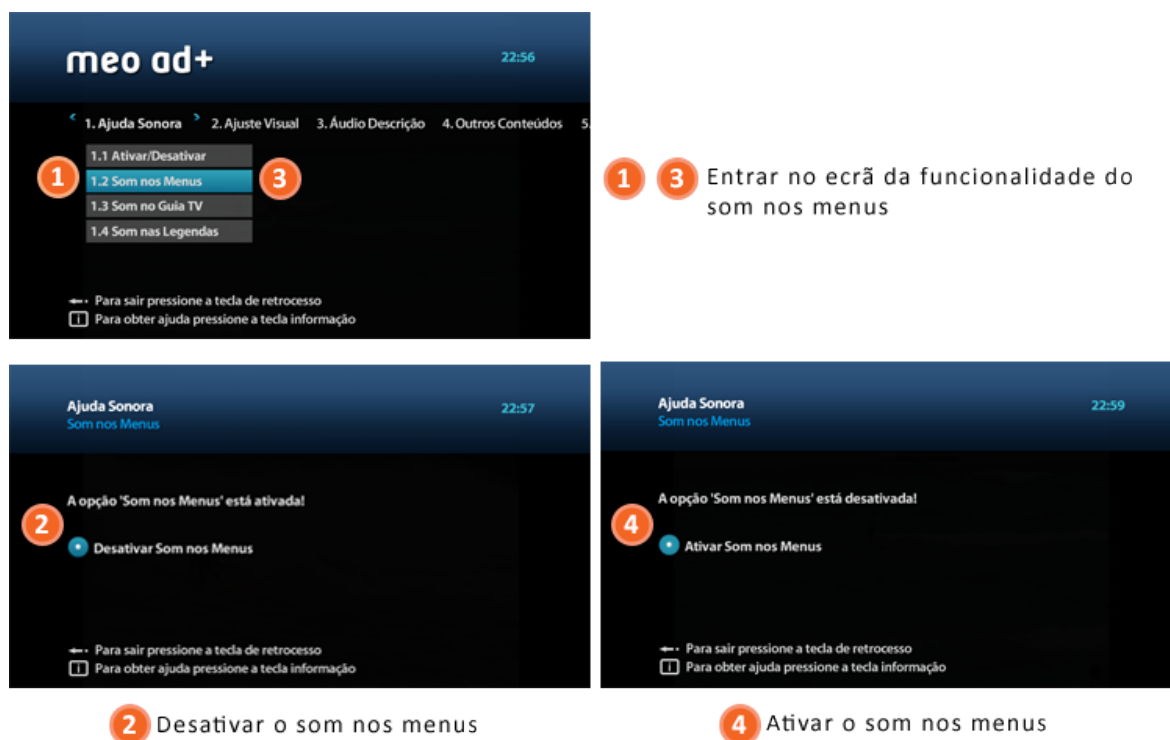 meo ad+
22:56
1. Ajuda Sonora 2. Ajuste Visual 3. Áudio Descrição 4. Outros Conteúdos 5.
1.1 Ativar/Desativar
1 1.2 Som nos Menus 3
1.3 Som no Guia TV
1.4 Som nas Legendas
Para sair pressione a tecla de retrocesso
i Para obter ajuda pressione a tecla informação
1 3 Entrar no ecrã da funcionalidade do
som nos menus
Ajuda Sonora
22:57
Som nos Menus
A opção 'Som nos Menus' está ativada!
2
Desativar Som nos Menus
Para sair pressione a tecla de retrocesso
i Para obter ajuda pressione a tecla informação
2 Desativar o som nos menus
Ajuda Sonora
22:59
Som nos Menus
A opção 'Som nos Menus' está desativada!
4
Ativar Som nos Menus
Para sair pressione a tecla de retrocesso
i Para obter ajuda pressione a tecla informação
4 Ativar o som nos menus